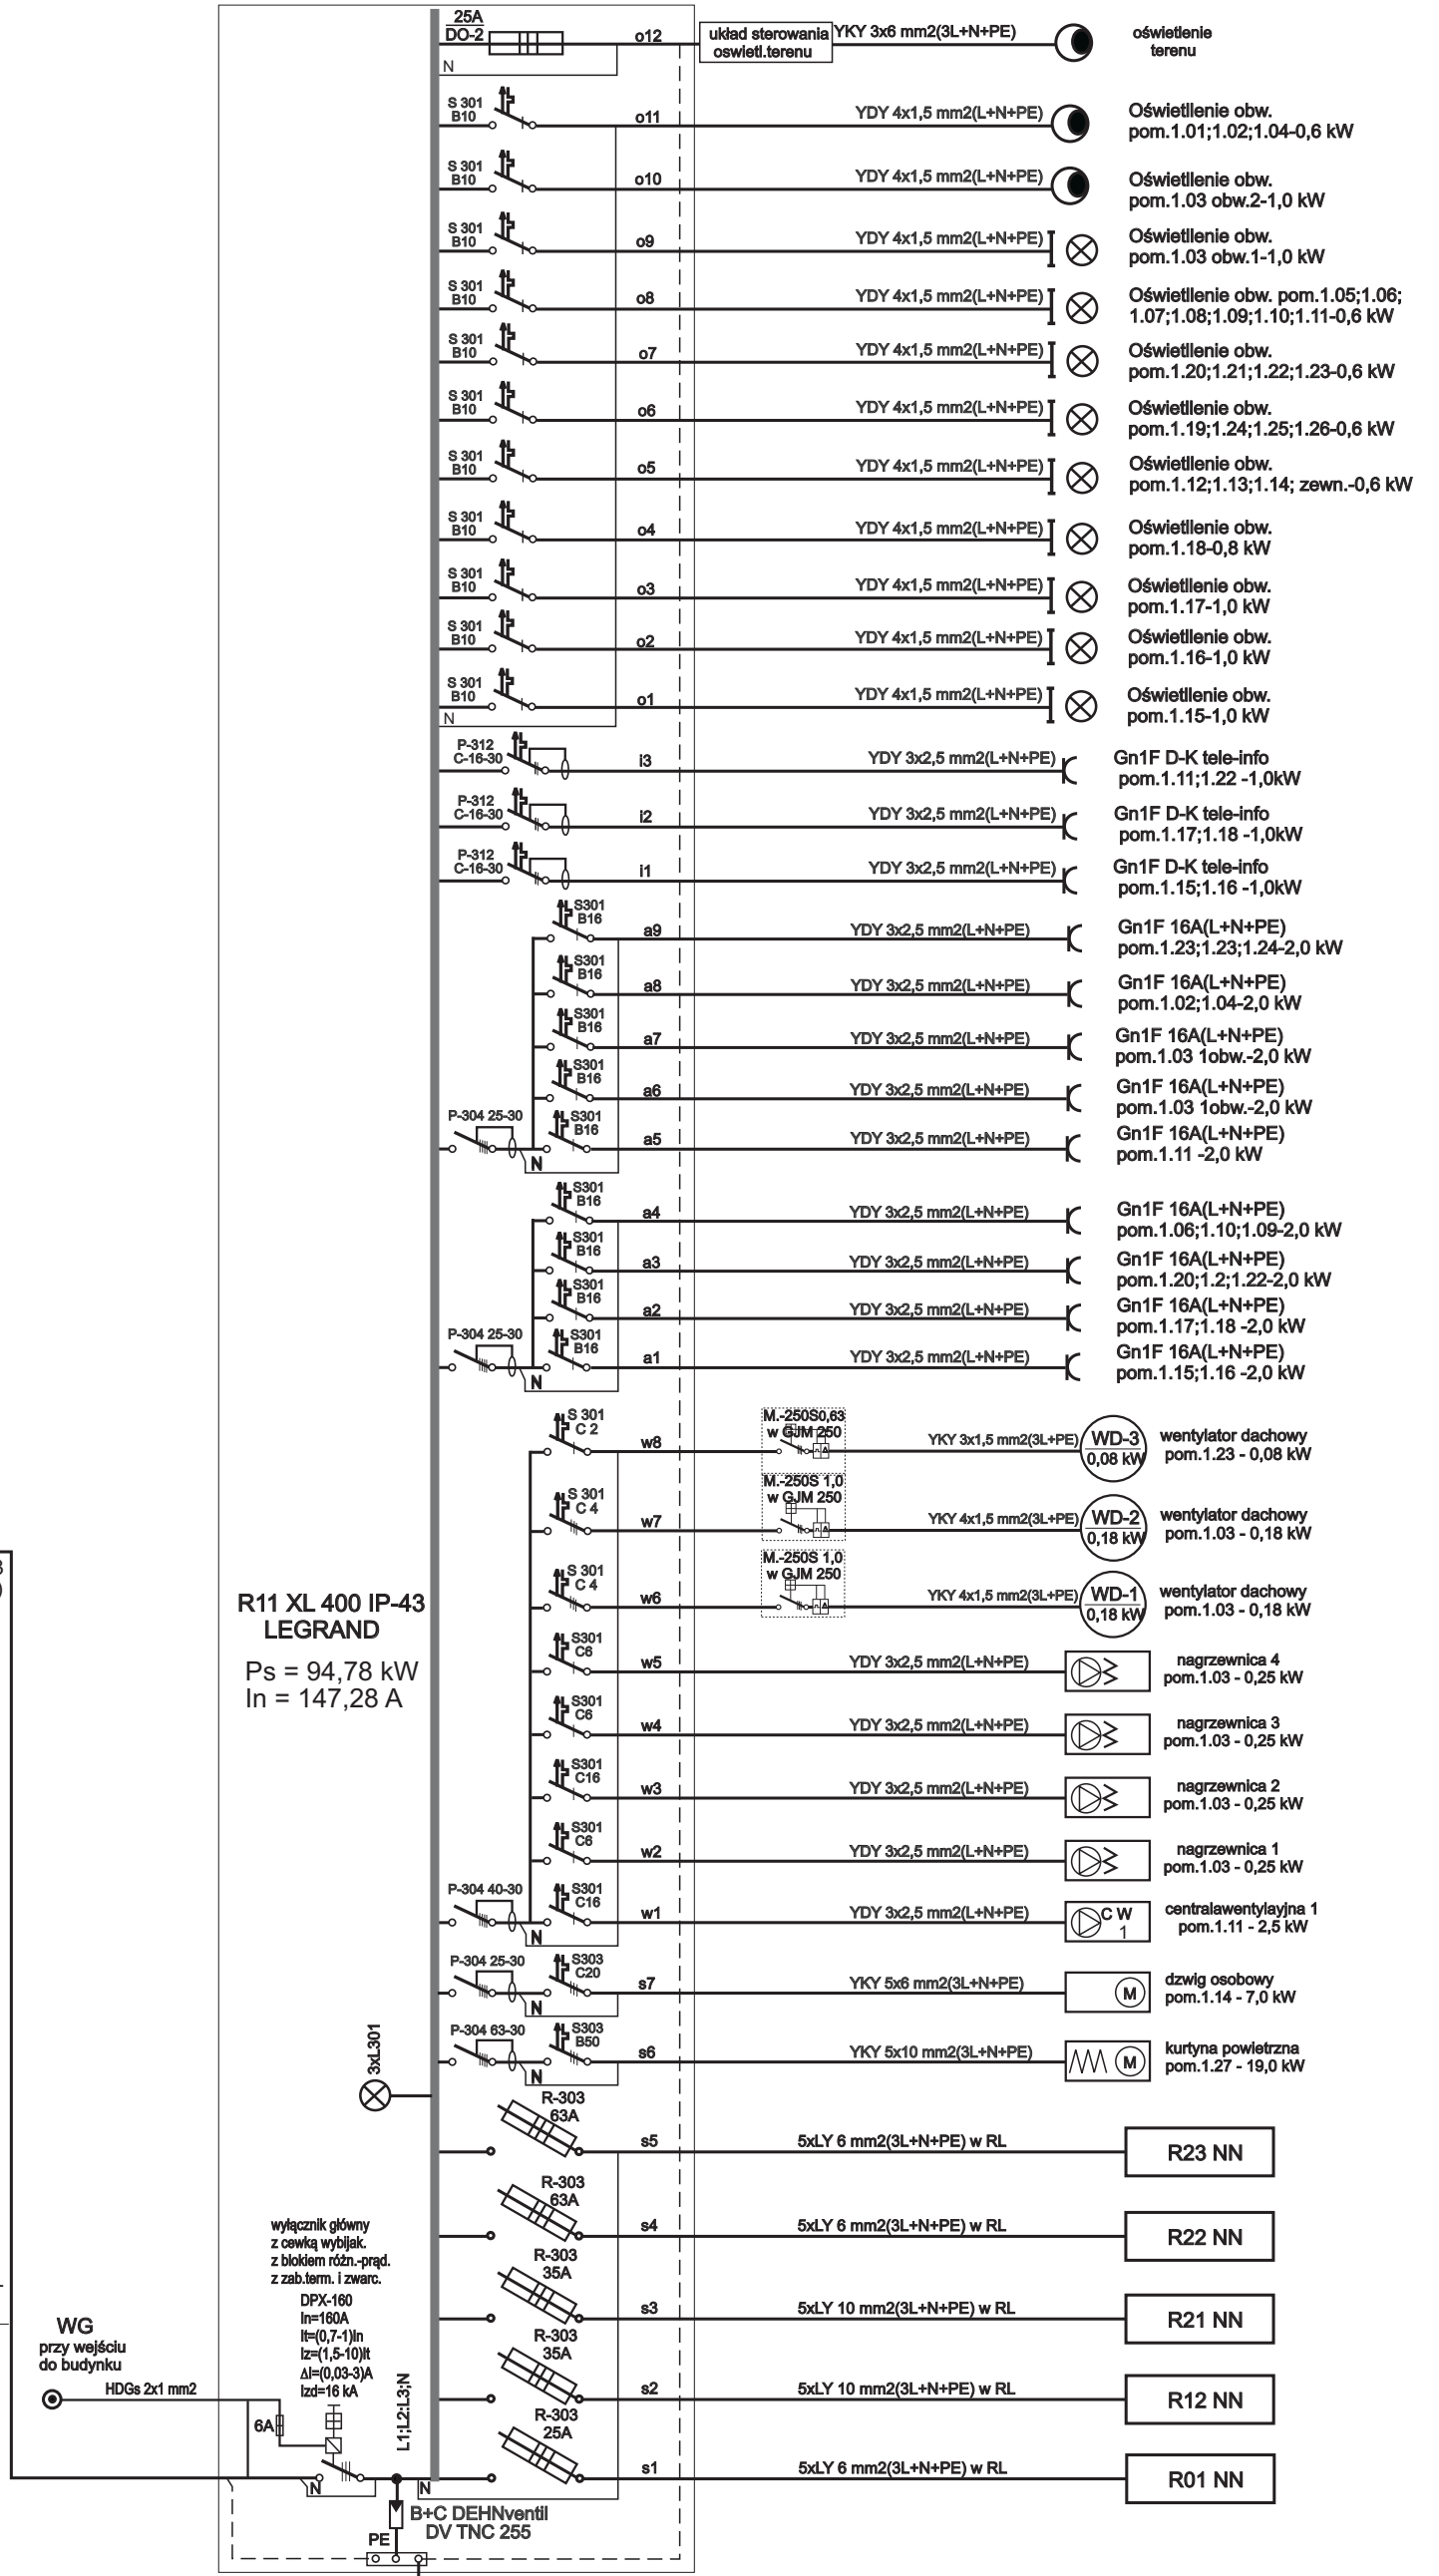 25A
DO-2
o12
układ sterowania
oswietl.terenu
YKY 3x6 mm2(3L+N+PE)
oświetlenie
terenu
N
S 301
B10
o11
YDY 4x1,5 mm2(L+N+PE)
Oświetllenie obw.
pom.1.01;1.02;1.04-0,6 kW
S 301
B10
o10
YDY 4x1,5 mm2(L+N+PE)
Oświetllenie obw.
pom.1.03 obw.2-1,0 kW
S 301
B10
o9
YDY 4x1,5 mm2(L+N+PE)
Oświetllenie obw.
pom.1.03 obw.1-1,0 kW
S 301
B10
o8
YDY 4x1,5 mm2(L+N+PE)
Oświetllenie obw. pom.1.05;1.06;
1.07;1.08;1.09;1.10;1.11-0,6 kW
S 301
B10
o7
YDY 4x1,5 mm2(L+N+PE)
Oświetllenie obw.
pom.1.20;1.21;1.22;1.23-0,6 kW
S 301
B10
o6
YDY 4x1,5 mm2(L+N+PE)
Oświetllenie obw.
pom.1.19;1.24;1.25;1.26-0,6 kW
S 301
B10
o5
YDY 4x1,5 mm2(L+N+PE)
Oświetllenie obw.
pom.1.12;1.13;1.14; zewn.-0,6 kW
S 301
B10
o4
YDY 4x1,5 mm2(L+N+PE)
Oświetllenie obw.
pom.1.18-0,8 kW
S 301
B10
o3
YDY 4x1,5 mm2(L+N+PE)
Oświetllenie obw.
pom.1.17-1,0 kW
S 301
B10
o2
YDY 4x1,5 mm2(L+N+PE)
Oświetllenie obw.
pom.1.16-1,0 kW
S 301
B10
o1
YDY 4x1,5 mm2(L+N+PE)
Oświetllenie obw.
pom.1.15-1,0 kW
N
P-312
C-16-30
i3
YDY 3x2,5 mm2(L+N+PE)
Gn1F D-K tele-info
pom.1.11;1.22 -1,0kW
P-312
C-16-30
i2
YDY 3x2,5 mm2(L+N+PE)
Gn1F D-K tele-info
pom.1.17;1.18 -1,0kW
P-312
C-16-30
i1
YDY 3x2,5 mm2(L+N+PE)
Gn1F D-K tele-info
pom.1.15;1.16 -1,0kW
S301
B16
a9
YDY 3x2,5 mm2(L+N+PE)
Gn1F 16A(L+N+PE)
pom.1.23;1.23;1.24-2,0 kW
S301
B16
a8
YDY 3x2,5 mm2(L+N+PE)
Gn1F 16A(L+N+PE)
pom.1.02;1.04-2,0 kW
S301
B16
a7
YDY 3x2,5 mm2(L+N+PE)
Gn1F 16A(L+N+PE)
pom.1.03 1obw.-2,0 kW
S301
B16
a6
YDY 3x2,5 mm2(L+N+PE)
Gn1F 16A(L+N+PE)
pom.1.03 1obw.-2,0 kW
P-304 25-30
S301
B16
a5
YDY 3x2,5 mm2(L+N+PE)
Gn1F 16A(L+N+PE)
pom.1.11 -2,0 kW
N
S301
B16
a4
YDY 3x2,5 mm2(L+N+PE)
Gn1F 16A(L+N+PE)
pom.1.06;1.10;1.09-2,0 kW
S301
B16
a3
YDY 3x2,5 mm2(L+N+PE)
Gn1F 16A(L+N+PE)
pom.1.20;1.2;1.22-2,0 kW
S301
B16
a2
YDY 3x2,5 mm2(L+N+PE)
Gn1F 16A(L+N+PE)
pom.1.17;1.18 -2,0 kW
P-304 25-30
S301
B16
a1
YDY 3x2,5 mm2(L+N+PE)
Gn1F 16A(L+N+PE)
pom.1.15;1.16 -2,0 kW
N
S 301
C 2
w8
M.-250S0,63
w GJM 250
YKY 3x1,5 mm2(3L+PE)
WD-3
0,08 kW
wentylator dachowy
pom.1.23 - 0,08 kW
S 301
C 4
w7
M.-250S 1,0
w GJM 250
YKY 4x1,5 mm2(3L+PE)
WD-2
0,18 kW
wentylator dachowy
pom.1.03 - 0,18 kW
S 301
C 4
w6
M.-250S 1,0
w GJM 250
YKY 4x1,5 mm2(3L+PE)
WD-1
0,18 kW
wentylator dachowy
pom.1.03 - 0,18 kW
R11 XL 400 IP-43
LEGRAND
Ps = 94,78 kW
In = 147,28 A
S301
C6
w5
YDY 3x2,5 mm2(L+N+PE)
nagrzewnica 4
pom.1.03 - 0,25 kW
S301
C6
w4
YDY 3x2,5 mm2(L+N+PE)
nagrzewnica 3
pom.1.03 - 0,25 kW
S301
C16
w3
YDY 3x2,5 mm2(L+N+PE)
nagrzewnica 2
pom.1.03 - 0,25 kW
S301
C6
w2
YDY 3x2,5 mm2(L+N+PE)
nagrzewnica 1
pom.1.03 - 0,25 kW
P-304 40-30
S301
C16
w1
YDY 3x2,5 mm2(L+N+PE)
C W
1
centralawentylayjna 1
pom.1.11 - 2,5 kW
N
P-304 25-30
S303
C20
s7
YKY 5x6 mm2(3L+N+PE)
M
dzwig osobowy
pom.1.14 - 7,0 kW
N
P-304 63-30
S303
B50
s6
YKY 5x10 mm2(3L+N+PE)
M
kurtyna powietrzna
pom.1.27 - 19,0 kW
N
3xL301
R-303
63A
s5
5xLY 6 mm2(3L+N+PE) w RL
R23 NN
R-303
63A
s4
5xLY 6 mm2(3L+N+PE) w RL
R22 NN
R-303
35A
s3
5xLY 10 mm2(3L+N+PE) w RL
R21 NN
R-303
35A
s2
5xLY 10 mm2(3L+N+PE) w RL
R12 NN
R-303
25A
s1
5xLY 6 mm2(3L+N+PE) w RL
R01 NN
wyłącznik główny
z cewką wybijak.
z blokiem różn.-prąd.
z zab.term. i zwarc.
DPX-160
In=160A
It=(0,7-1)In
Iz=(1,5-10)It
ΔI=(0,03-3)A
Izd=16 kA
WG
przy wejściu
do budynku
HDGs 2x1 mm2
6A
L1;L2:L3;N
N
N
B+C DEHNventil
DV TNC 255
PE